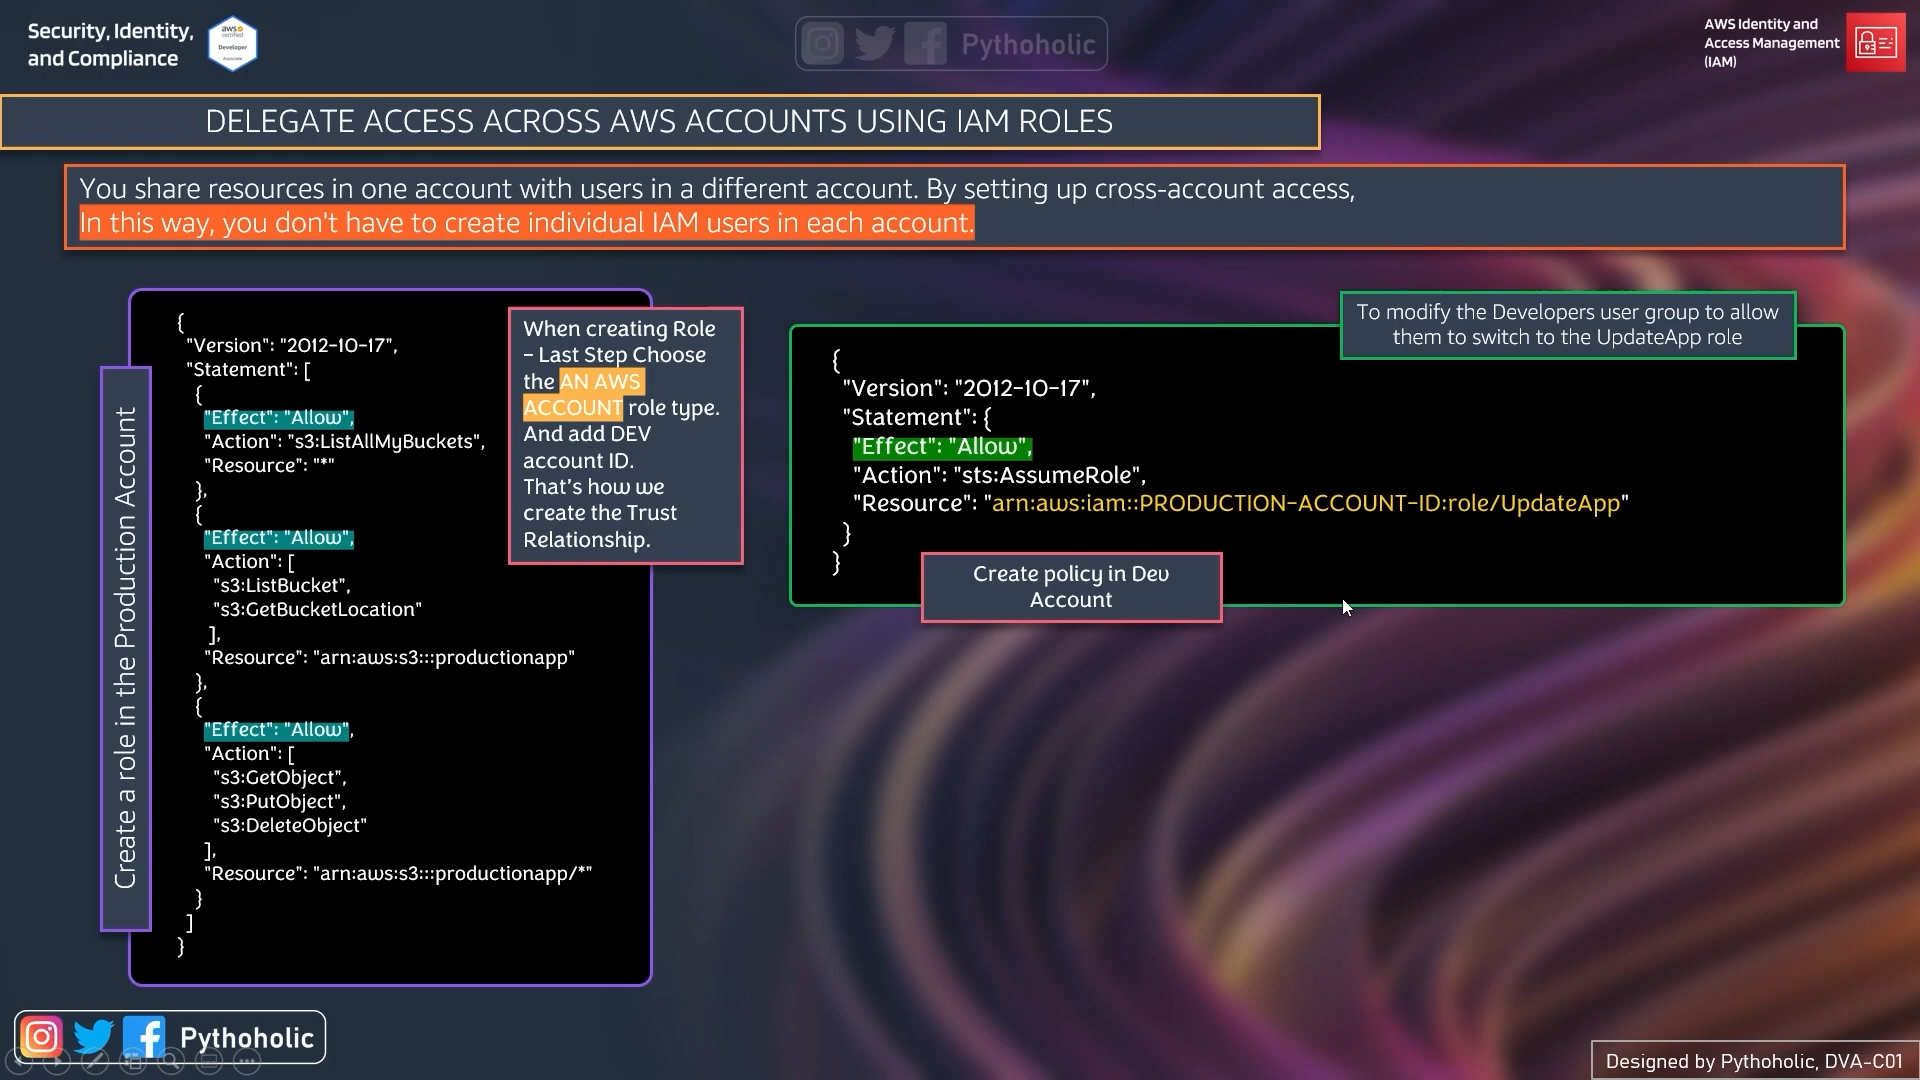 Security, Identity,
and Compliance
aws
certified
Developer
Associate
Pythoholic
AWS Identity and
Access Management
(IAM)
DELEGATE ACCESS ACROSS AWS ACCOUNTS USING IAM ROLES
You share resources in one account with users in a different account. By setting up cross-account access,
In this way, you don't have to create individual IAM users in each account.
Create a role in the Production Account
{
"Version": "2012-10-17",
"Statement": [
{
"Effect": "Allow",
"Action": "s3:ListAllMyBuckets",
"Resource": "*"
},
{
"Effect": "Allow",
"Action": [
"s3:ListBucket",
"s3:GetBucketLocation"
],
"Resource": "arn:aws:s3:::productionapp"
},
{
"Effect": "Allow",
"Action": [
"s3:GetObject",
"s3:PutObject",
"s3:DeleteObject"
],
"Resource": "arn:aws:s3:::productionapp/*"
}
]
}
When creating Role
– Last Step Choose
the AN AWS
ACCOUNT role type.
And add DEV
account ID.
That's how we
create the Trust
Relationship.
To modify the Developers user group to allow
them to switch to the UpdateApp role
{
"Version": "2012-10-17",
"Statement": {
"Effect": "Allow",
"Action": "sts:AssumeRole",
"Resource": "arn:aws:iam::PRODUCTION-ACCOUNT-ID:role/UpdateApp"
}
}
Create policy in Dev
Account
Pythoholic
Designed by Pythoholic, DVA-C01